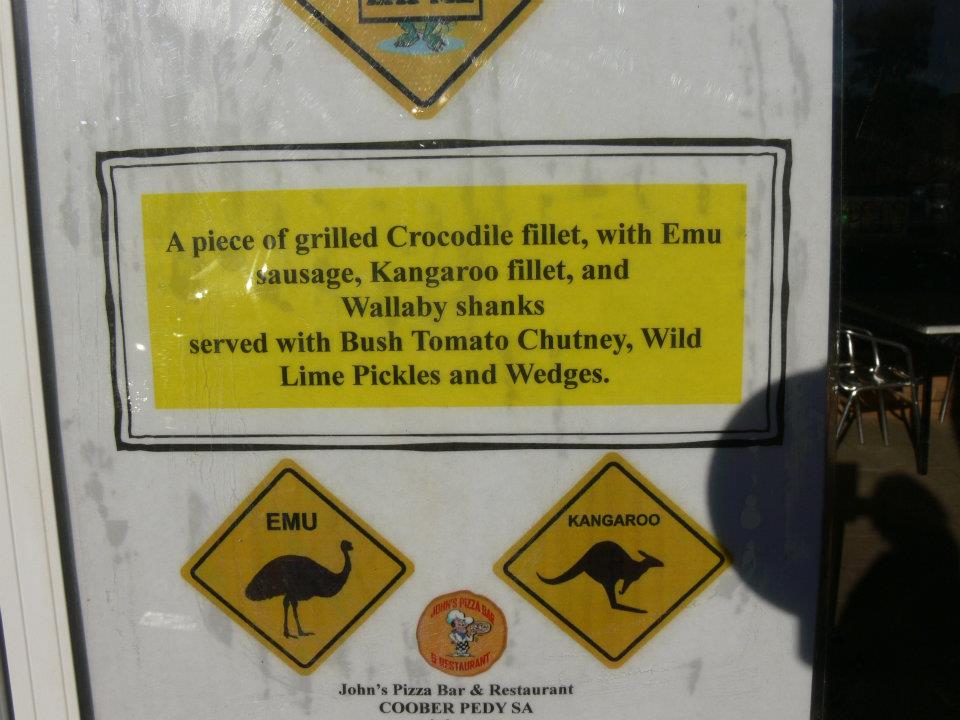 A piece of grilled Crocodile fillet, with Emu
sausage, Kangaroo fillet, and
Wallaby shanks
served with Bush Tomato Chutney, Wild
Lime Pickles and Wedges.
EMU
KANGAROO
JOHN'S PIZZA BAR
& RESTAURANT
John's Pizza Bar & Restaurant
COOBER PEDY SA